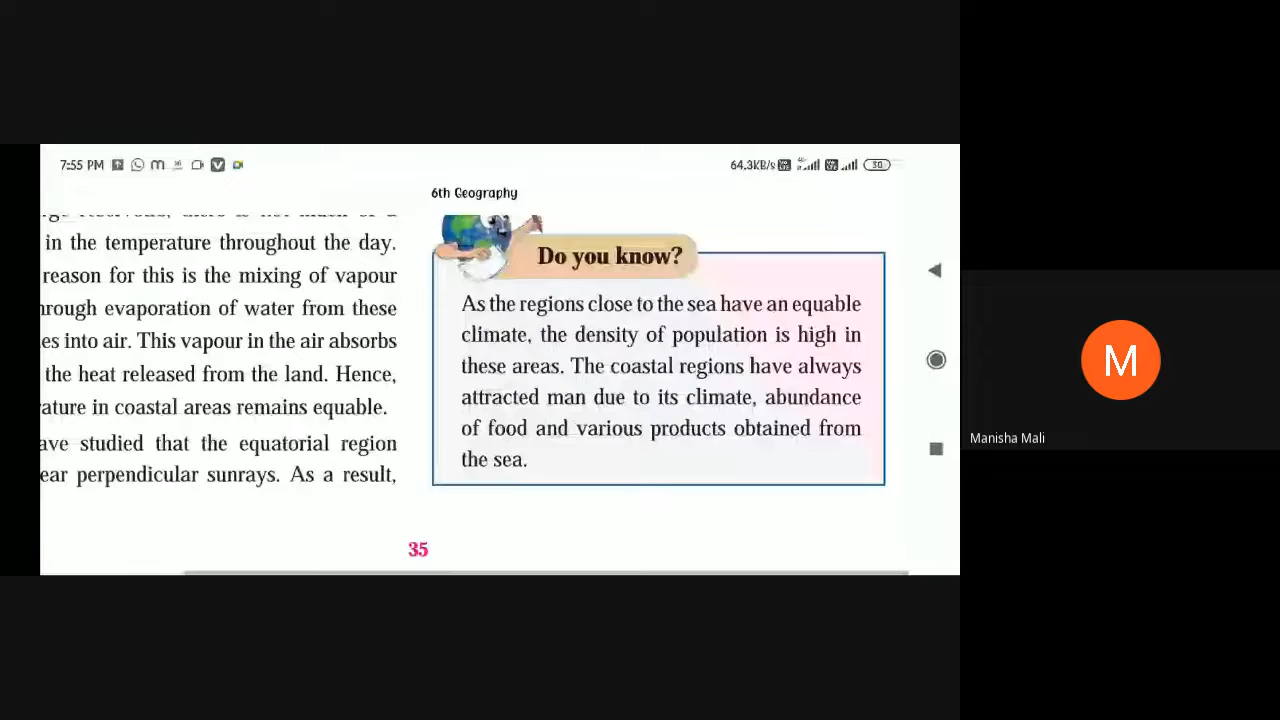 7:55 PM
64.3KB/s
30
6th Geography
in the temperature throughout the day.
reason for this is the mixing of vapour
hrough evaporation of water from these
es into air. This vapour in the air absorbs
the heat released from the land. Hence,
rature in coastal areas remains equable.
ave studied that the equatorial region
ear perpendicular sunrays. As a result,
Do you know?
As the regions close to the sea have an equable
climate, the density of population is high in
these areas. The coastal regions have always
attracted man due to its climate, abundance
of food and various products obtained from
the sea.
35
M
Manisha Mali